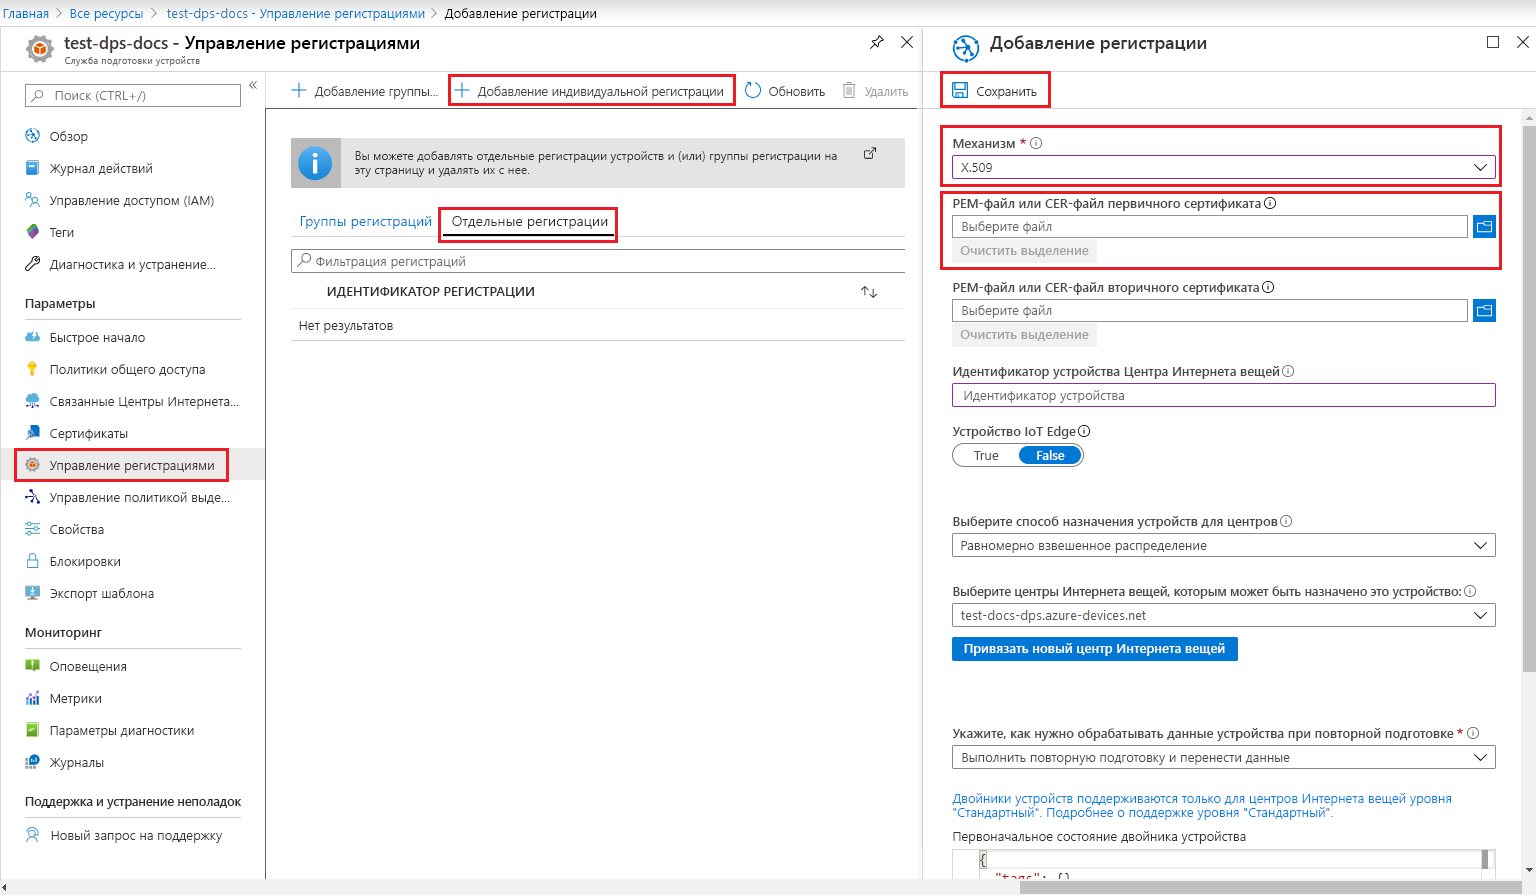 Главная > Все ресурсы > test-dps-docs - Управление регистрациями > Добавление регистрации
test-dps-docs - Управление регистрациями
Служба подготовки устройств
Поиск (CTRL+/)
«
Обзор
Журнал действий
Управление доступом (IAM)
Теги
Диагностика и устранение...
Параметры
Быстрое начало
Политики общего доступа
Связанные Центры Интернета...
Сертификаты
Управление регистрациями
Управление политикой выде...
Свойства
Блокировки
Экспорт шаблона
Мониторинг
Оповещения
Метрики
Параметры диагностики
Журналы
Поддержка и устранение неполадок
Новый запрос на поддержку
Добавление группы...
Добавление индивидуальной регистрации
Обновить
Удалить
Вы можете добавлять отдельные регистрации устройств и (или) группы регистрации на
эту страницу и удалять их с нее.
Группы регистраций
Отдельные регистрации
Фильтрация регистраций
ИДЕНТИФИКАТОР РЕГИСТРАЦИИ
Нет результатов
Добавление регистрации
Сохранить
Механизм *
X.509
PEM-файл или CER-файл первичного сертификата
Выберите файл
Очистить выделение
PEM-файл или CER-файл вторичного сертификата
Выберите файл
Очистить выделение
Идентификатор устройства Центра Интернета вещей
Идентификатор устройства
Устройство IoT Edge
True False
Выберите способ назначения устройств для центров
Равномерно взвешенное распределение
Выберите центры Интернета вещей, которым может быть назначено это устройство:
test-docs-dps.azure-devices.net
Привязать новый центр Интернета вещей
Укажите, как нужно обрабатывать данные устройства при повторной подготовке *
Выполнить повторную подготовку и перенести данные
Двойники устройств поддерживаются только для центров Интернета вещей уровня
"Стандартный". Подробнее о поддержке уровня "Стандартный".
Первоначальное состояние двойника устройства
{
"tags": {},